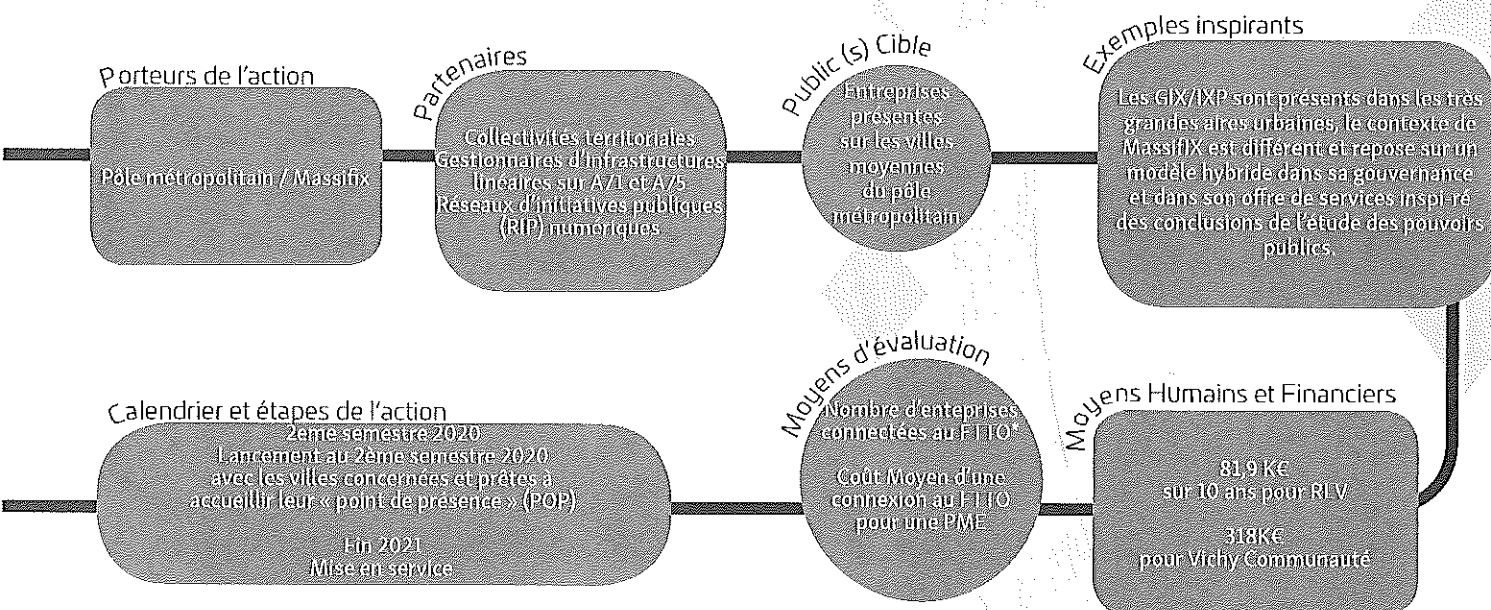 Porteurs de l'action
Pôle métropolitain / Massifix
Partenaires
Collectivités territoriales
Gestionnaires d'infrastructures
linéaires sur A71 et A75
Réseaux d'initiatives publiques
(RIP) numériques
Public (s) Cible
Entreprises
présentes
sur les villes
moyennes
du pôle
métropolitain
Exemples inspirants
Les GIX/IXP sont présents dans les très
grandes aires urbaines, le contexte de
MassifIX est différent et repose sur un
modèle hybride dans sa gouvernance
et dans son offre de services inspi-ré
des conclusions de l'étude des pouvoirs
publics.
Moyens Humains et Financiers
81,9 K€
sur 10 ans pour RLV
318K€
pour Vichy Communauté
Moyens d'évaluation
Nombre d'enteprises
connectées au FTTO*
Coût Moyen d'une
connexion au FTTO
pour une PME
Calendrier et étapes de l'action
2eme semestre 2020
Lancement au 2ème semestre 2020
avec les villes concernées et prêtes à
accueillir leur « point de présence » (POP)
Fin 2021
Mise en service